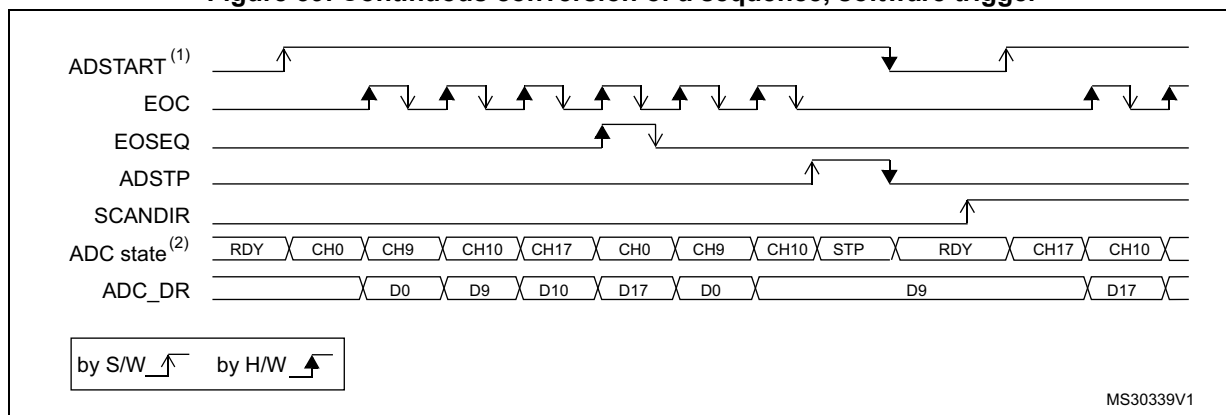 Figure 35. Continuous conversion of a sequence, software trigger
ADSTART (1)
EOC
EOSEQ
ADSTP
SCANDIR
ADC state (2) RDY CH0 CH9 CH10 CH17 CH0 CH9 CH10 STP RDY CH17 CH10
ADC_DR D0 D9 D10 D17 D0 D9 D17
by S/W by H/W
MS30339V1